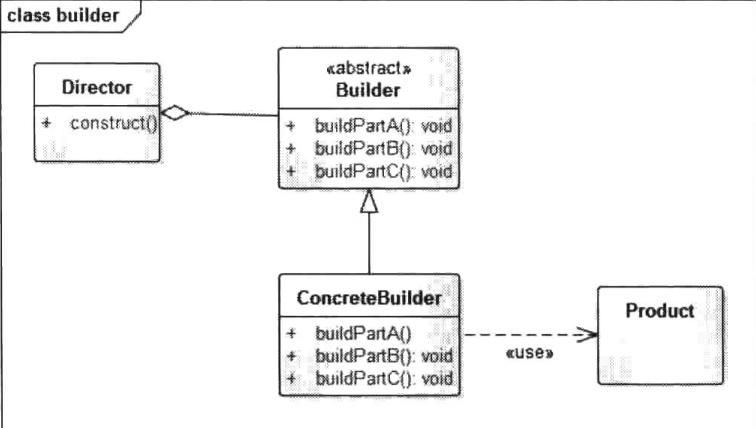 class builder
Director
+ construct()
«abstract»
Builder
+ buildPartA(): void
+ buildPartB(): void
+ buildPartC(): void
ConcreteBuilder
+ buildPartA()
+ buildPartB(): void
+ buildPartC(): void
«use»
Product